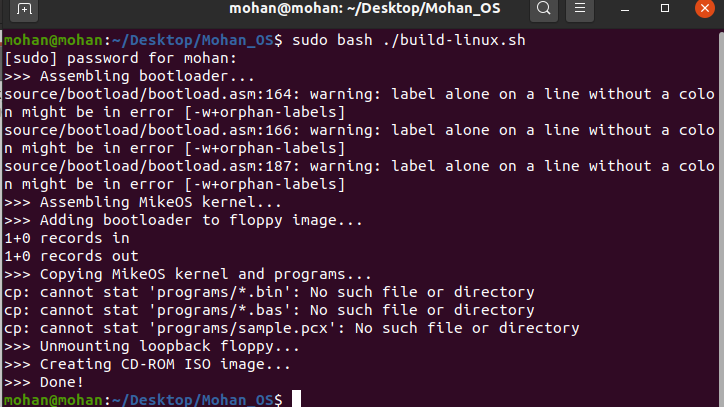 mohan@mohan: ~/Desktop/Mohan_OS
mohan@mohan:~/Desktop/Mohan_OS$ sudo bash ./build-linux.sh
[sudo] password for mohan:
>>> Assembling bootloader...
source/bootload/bootload.asm:164: warning: label alone on a line without a colo
n might be in error [-w+orphan-labels]
source/bootload/bootload.asm:166: warning: label alone on a line without a colo
n might be in error [-w+orphan-labels]
source/bootload/bootload.asm:187: warning: label alone on a line without a colo
n might be in error [-w+orphan-labels]
>>> Assembling MikeOS kernel...
>>> Adding bootloader to floppy image...
1+0 records in
1+0 records out
>>> Copying MikeOS kernel and programs...
cp: cannot stat 'programs/*.bin': No such file or directory
cp: cannot stat 'programs/*.bas': No such file or directory
cp: cannot stat 'programs/sample.pcx': No such file or directory
>>> Unmounting loopback floppy...
>>> Creating CD-ROM ISO image...
>>> Done!
mohan@mohan:~/Desktop/Mohan_OS$